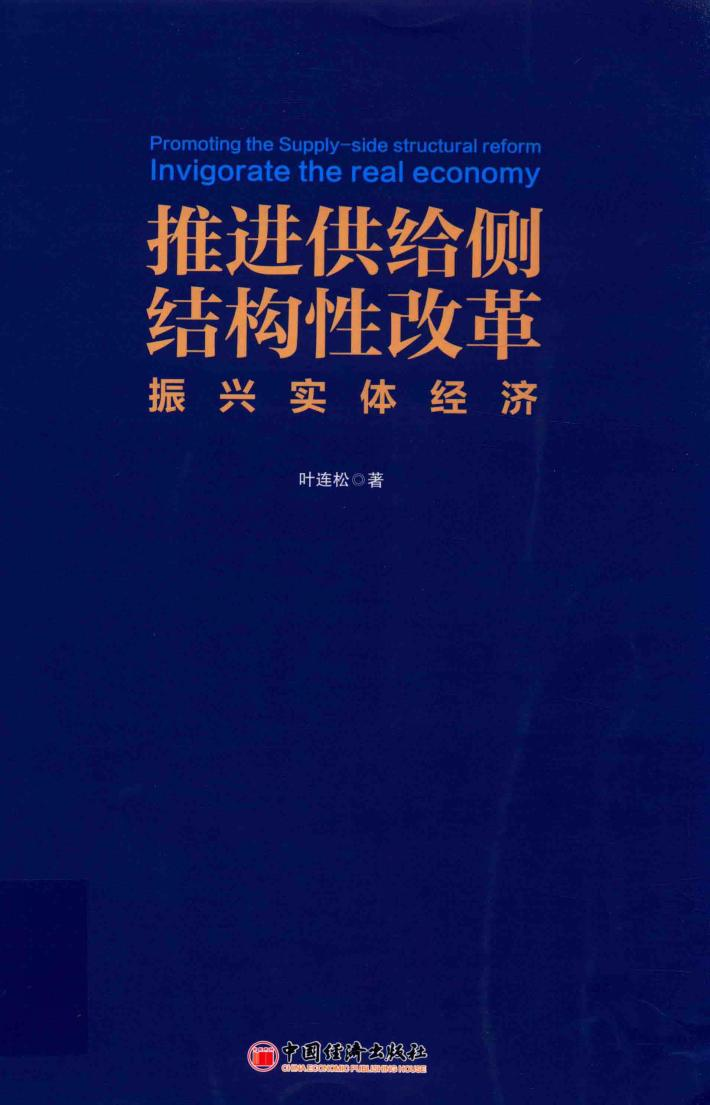 Promoting the Supply-side structural reform
Invigorate the real economy
推进供给侧
结构性改革
振兴实体经济
叶连松◎著
中国经济出版社
CHINA ECONOMIC PUBLISHING HOUSE